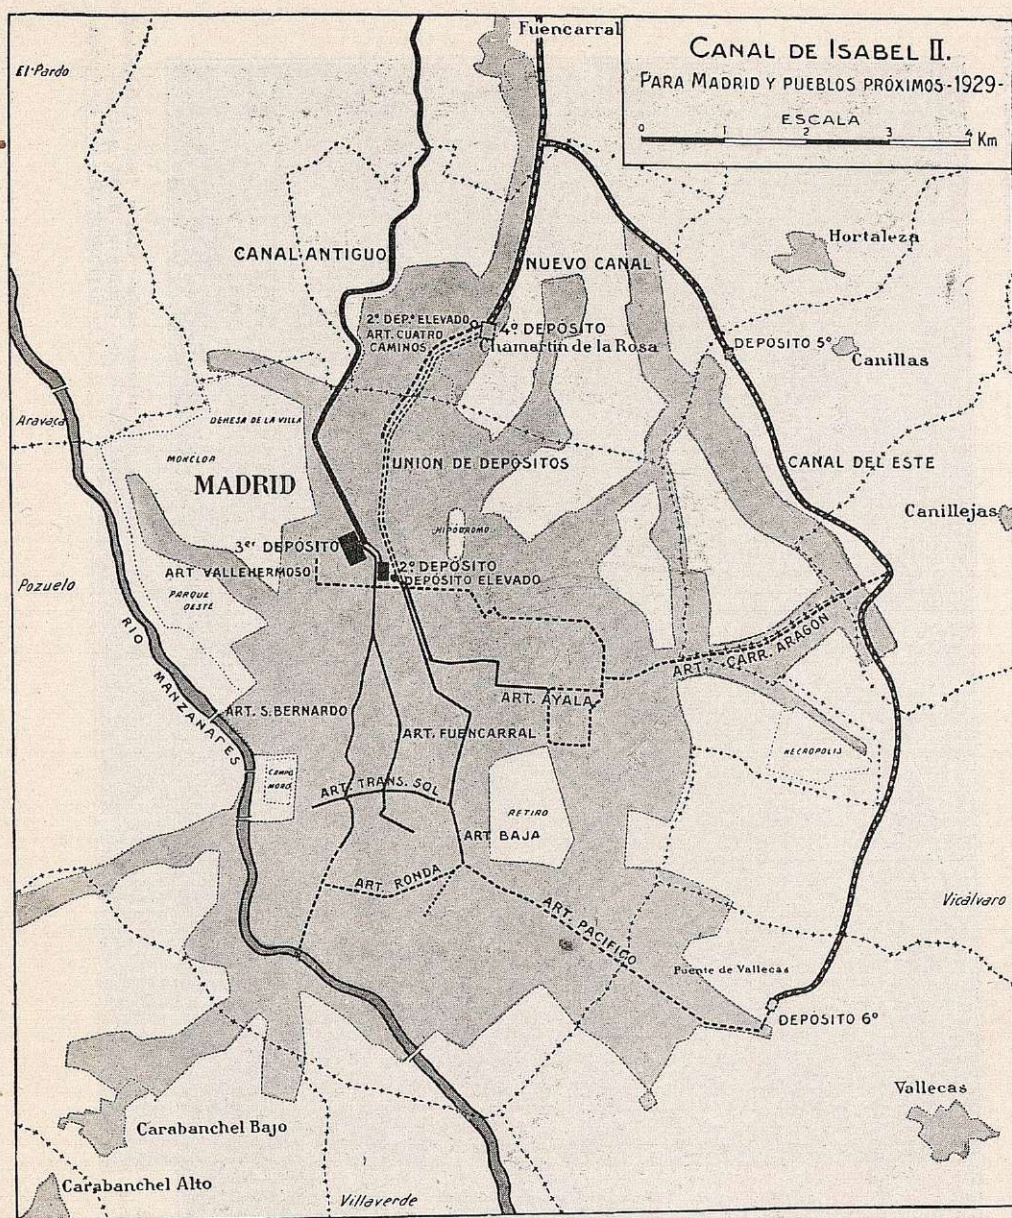 CANAL DE ISABEL II.
PARA MADRID Y PUEBLOS PRÓXIMOS-1929-
ESCALA
0 1 2 3 4 Km
Fuencarral
El Pardo
Hortaleza
CANAL ANTIGUO
NUEVO CANAL
2º DEP.º ELEVADO
ART. CUATRO
CAMINOS
4º DEPÓSITO
Chamartin de la Rosa
DEPÓSITO 5º
Canillas
Aravaca
DEHESA DE LA VILLA
MONCLOA
MADRID
UNION DE DEPÓSITOS
CANAL DEL ESTE
Canillejas
HIPÓDROMO
3er DEPÓSITO
2º DEPÓSITO
DEPÓSITO ELEVADO
ART VALLEHERMOSO
Pozuelo
PARQUE
OESTE
RIO MANZANARES
ART. CARR. ARAGÓN
ART. AYALA
ART. S. BERNARDO
ART. FUENCARRAL
NECROPOLIS
CAMPO
MORO
ART. TRANS. SOL
RETIRO
ART BAJA
ART. RONDA
ART. PACIFICO
Vicálvaro
Puente de Vallecas
DEPÓSITO 6º
Vallecas
Carabanchel Bajo
Carabanchel Alto
Villaverde